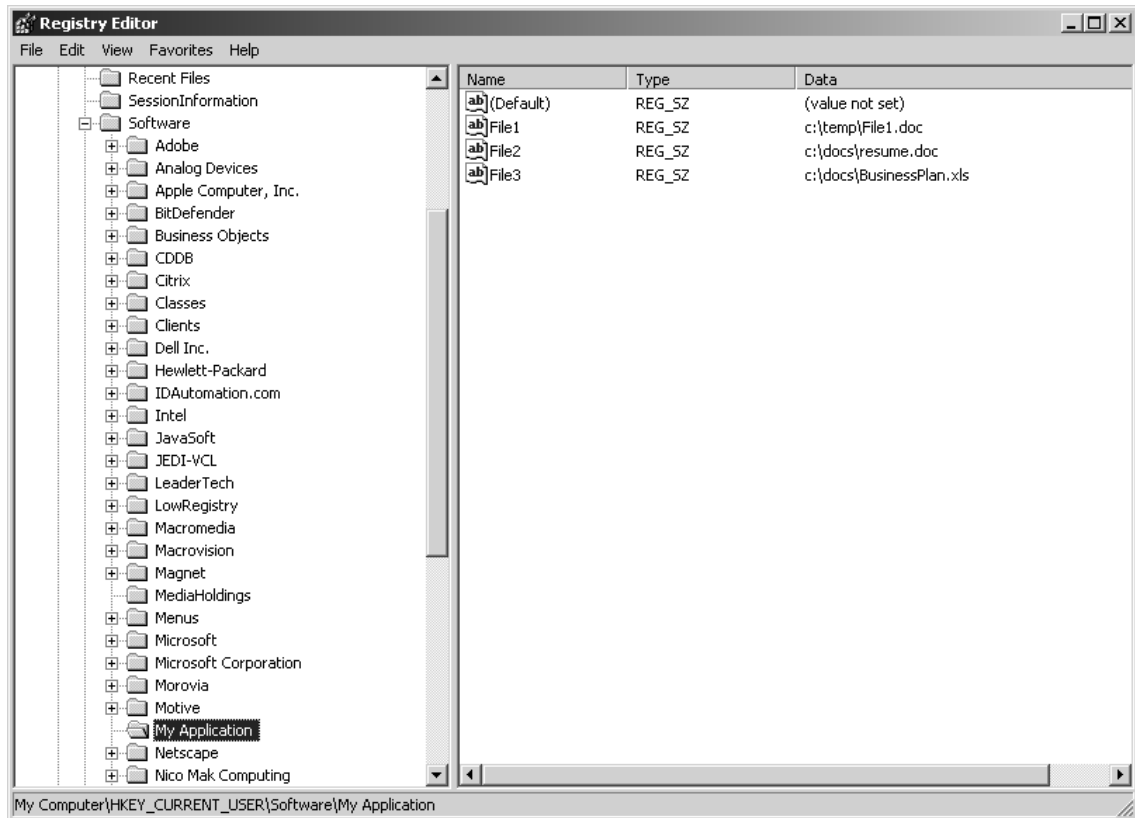 Registry Editor
File Edit View Favorites Help
Recent Files
SessionInformation
Software
Adobe
Analog Devices
Apple Computer, Inc.
BitDefender
Business Objects
CDDB
Citrix
Classes
Clients
Dell Inc.
Hewlett-Packard
IDAutomation.com
Intel
JavaSoft
JEDI-VCL
LeaderTech
LowRegistry
Macromedia
Macrovision
Magnet
MediaHoldings
Menus
Microsoft
Microsoft Corporation
Morovia
Motive
My Application
Netscape
Nico Mak Computing
Name Type Data
ab (Default) REG_SZ (value not set)
ab File1 REG_SZ c:\temp\File1.doc
ab File2 REG_SZ c:\docs\resume.doc
ab File3 REG_SZ c:\docs\BusinessPlan.xls
My Computer\HKEY_CURRENT_USER\Software\My Application